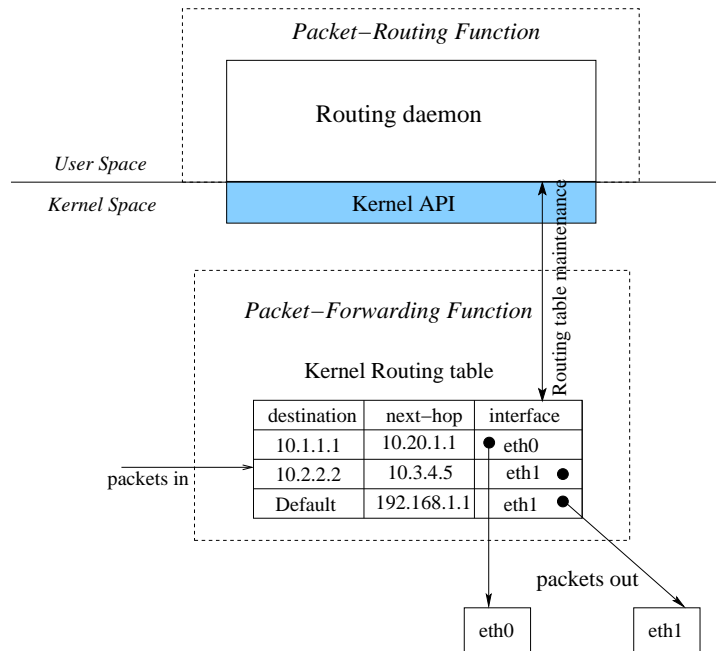 Packet−Routing Function
Routing daemon
User Space
Kernel Space
Kernel API
Routing table maintenance
Packet−Forwarding Function
Kernel Routing table
destination next−hop interface
10.1.1.1 10.20.1.1 eth0
10.2.2.2 10.3.4.5 eth1
Default 192.168.1.1 eth1
packets in
packets out
eth0
eth1